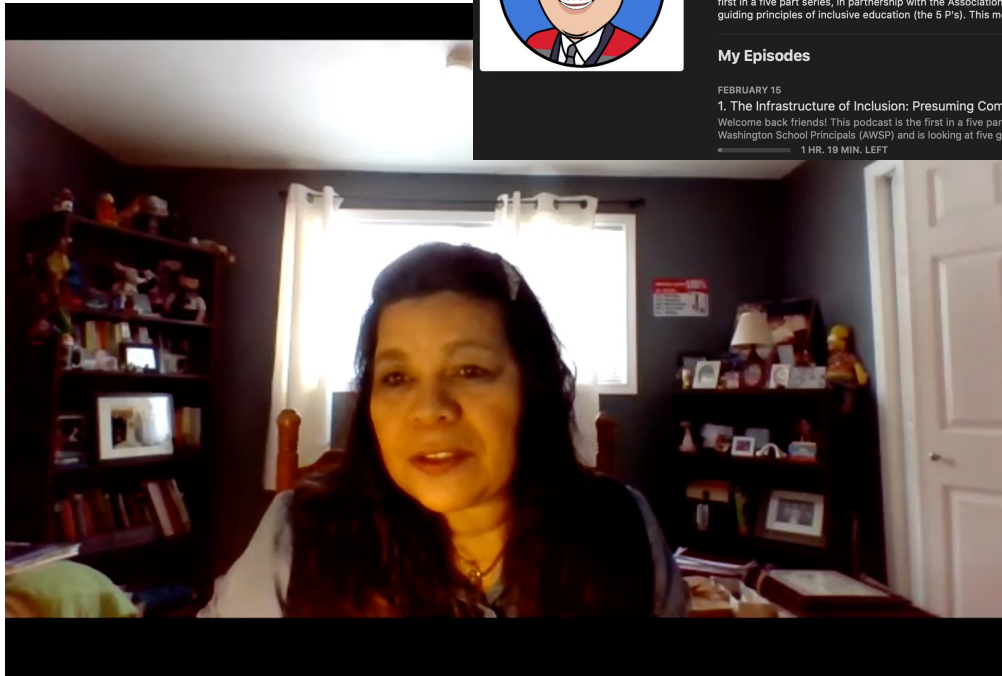 first in a five part series, in partnership with the Association
guiding principles of inclusive education (the 5 P's). This m
My Episodes
FEBRUARY 15
1. The Infrastructure of Inclusion: Presuming Com
Welcome back friends! This podcast is the first in a five par
Washington School Principals (AWSP) and is looking at five g
1 HR. 19 MIN. LEFT